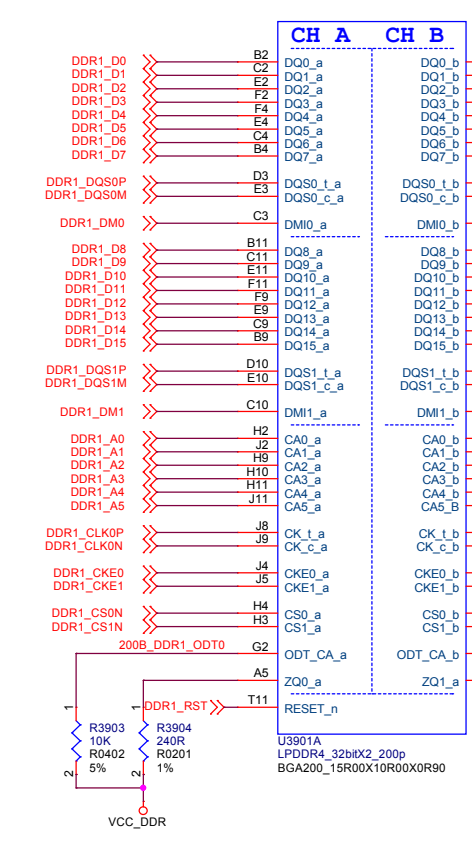 CH A CH B
DDR1_D0 B2 DQ0_a DQ0_b
DDR1_D1 C2 DQ1_a DQ1_b
DDR1_D2 E2 DQ2_a DQ2_b
DDR1_D3 F2 DQ3_a DQ3_b
DDR1_D4 F4 DQ4_a DQ4_b
DDR1_D5 E4 DQ5_a DQ5_b
DDR1_D6 C4 DQ6_a DQ6_b
DDR1_D7 B4 DQ7_a DQ7_b
DDR1_DQS0P D3 DQS0_t_a DQS0_t_b
DDR1_DQS0M E3 DQS0_c_a DQS0_c_b
DDR1_DM0 C3 DMI0_a DMI0_b
DDR1_D8 B11 DQ8_a DQ8_b
DDR1_D9 C11 DQ9_a DQ9_b
DDR1_D10 E11 DQ10_a DQ10_b
DDR1_D11 F11 DQ11_a DQ11_b
DDR1_D12 F9 DQ12_a DQ12_b
DDR1_D13 E9 DQ13_a DQ13_b
DDR1_D14 C9 DQ14_a DQ14_b
DDR1_D15 B9 DQ15_a DQ15_b
DDR1_DQS1P D10 DQS1_t_a DQS1_t_b
DDR1_DQS1M E10 DQS1_c_a DQS1_c_b
DDR1_DM1 C10 DMI1_a DMI1_b
DDR1_A0 H2 CA0_a CA0_b
DDR1_A1 J2 CA1_a CA1_b
DDR1_A2 H9 CA2_a CA2_b
DDR1_A3 H10 CA3_a CA3_b
DDR1_A4 H11 CA4_a CA4_b
DDR1_A5 J11 CA5_a CA5_B
DDR1_CLK0P J8 CK_t_a CK_t_b
DDR1_CLK0N J9 CK_c_a CK_c_b
DDR1_CKE0 J4 CKE0_a CKE0_b
DDR1_CKE1 J5 CKE1_a CKE1_b
DDR1_CS0N H4 CS0_a CS0_b
DDR1_CS1N H3 CS1_a CS1_b
200B_DDR1_ODT0 G2 ODT_CA_a ODT_CA_b
A5 ZQ0_a ZQ1_a
DDR1_RST T11 RESET_n
1 1
R3903 R3904
10K 240R
R0402 R0201
5% 1%
2 2
VCC_DDR
U3901A
LPDDR4_32bitX2_200p
BGA200_15R00X10R00X0R90